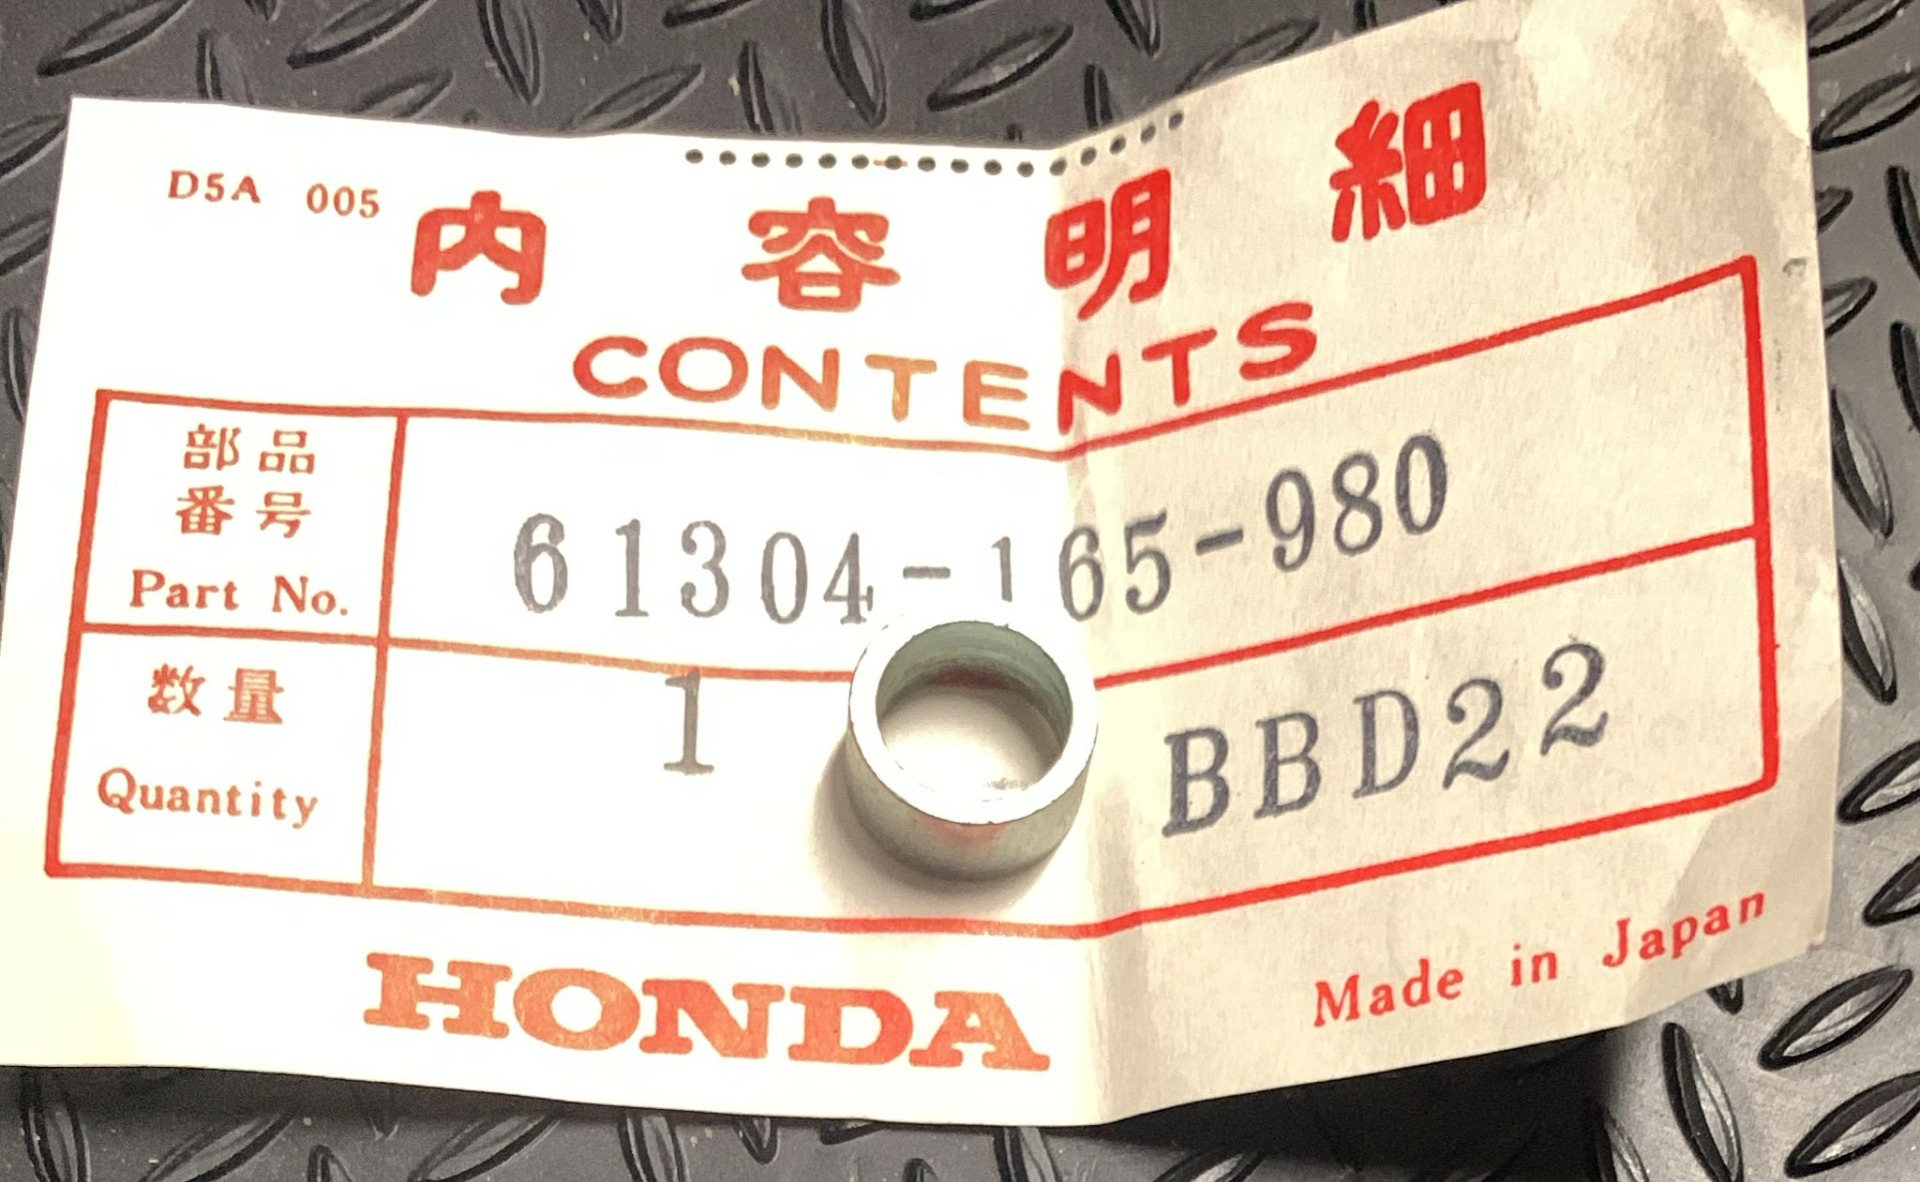 D5A 005
内容明細
CONTENTS
部品
番号
Part No.
61304-165-980
数量
Quantity
1
BBD22
HONDA
Made in Japan